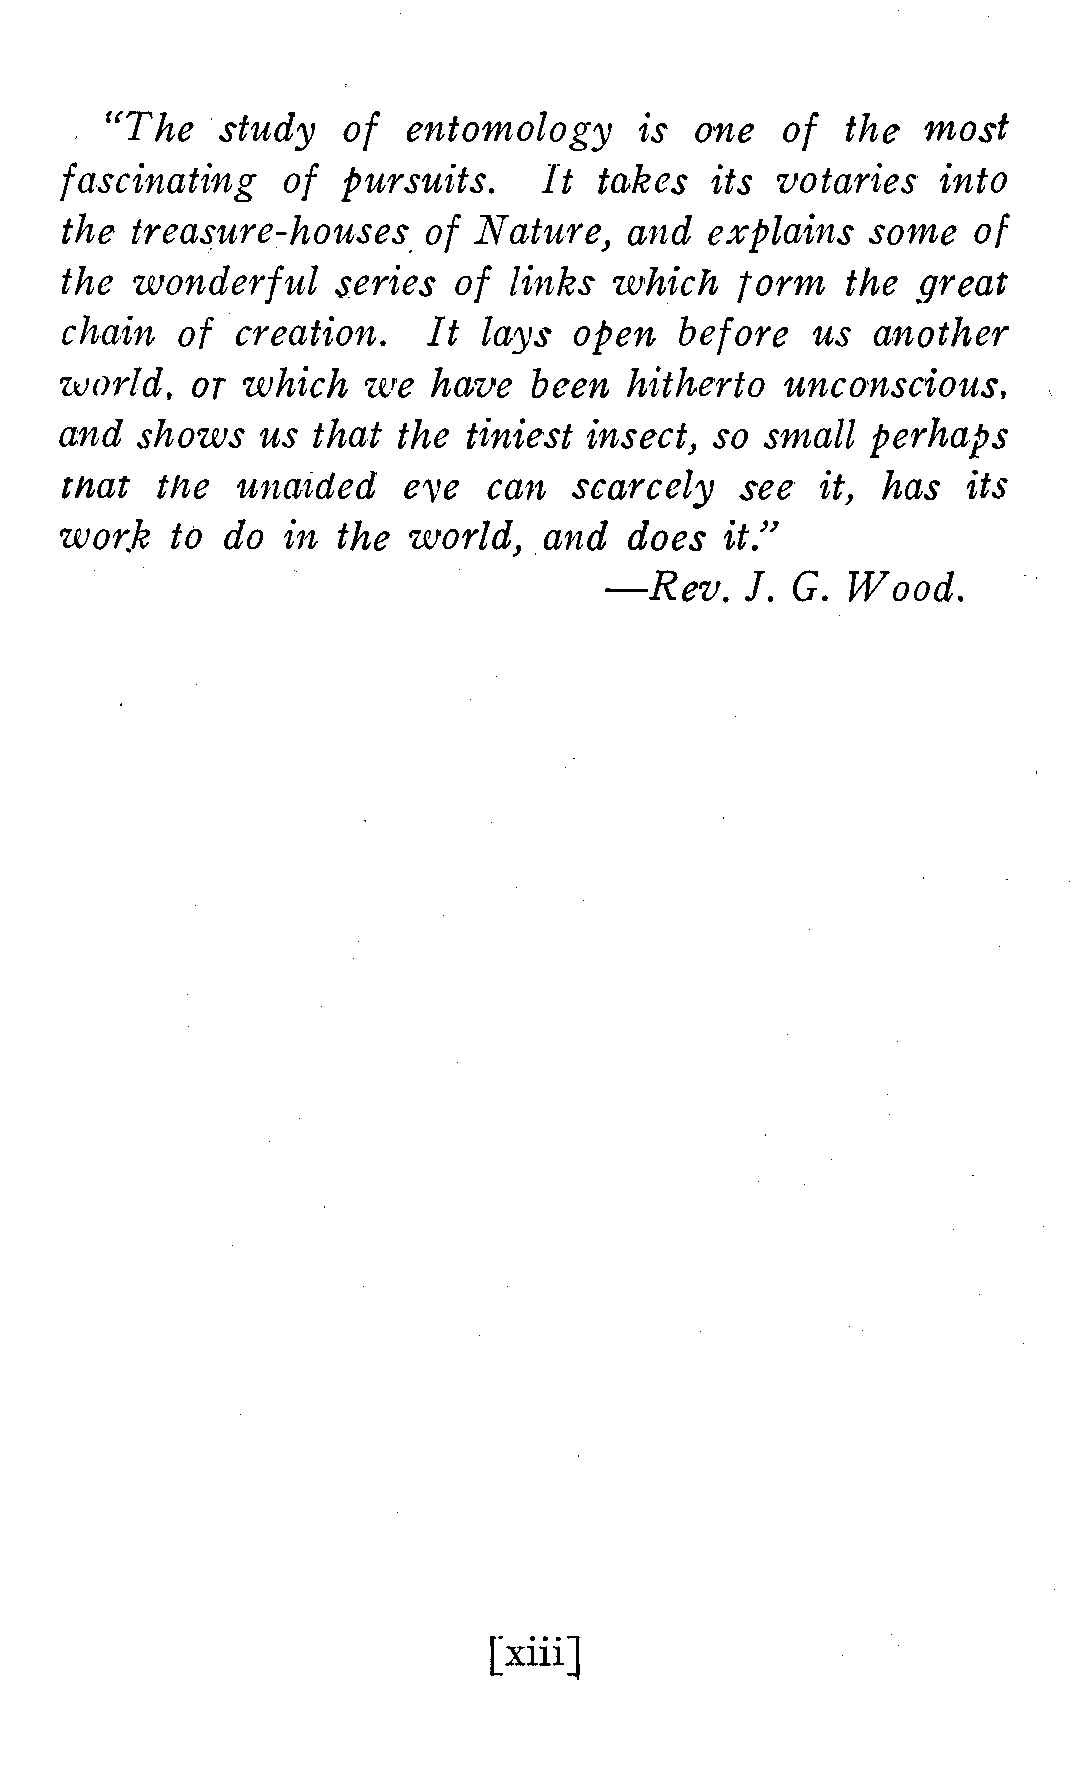 “The study of entomology is one of the most
fascinating of pursuits. It takes its votaries into
the treasure-houses of Nature, and explains some of
the wonderful series of links which form the great
chain of creation. It lays open before us another
world, of which we have been hitherto unconscious,
and shows us that the tiniest insect, so small perhaps
that the unaided eye can scarcely see it, has its
work to do in the world, and does it.”
—Rev. J. G. Wood.
[xiii]